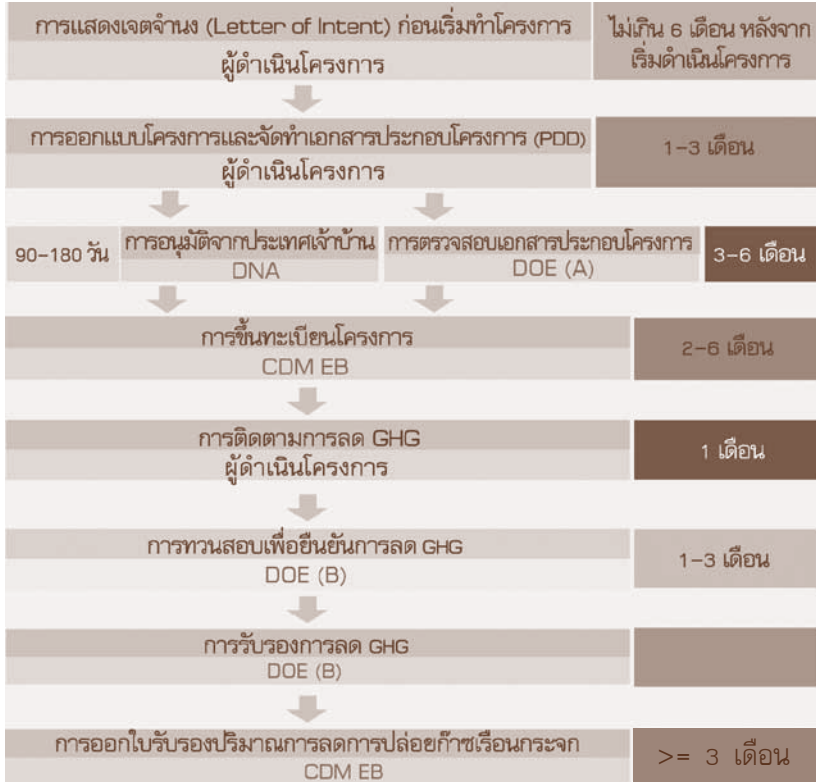 การแสดงเจตจำนง (Letter of Intent) ก่อนเริ่มทำโครงการ
ผู้ดำเนินโครงการ
ไม่เกิน 6 เดือน หลังจาก
เริ่มดำเนินโครงการ
การออกแบบโครงการและจัดทำเอกสารประกอบโครงการ (PDD)
ผู้ดำเนินโครงการ
1-3 เดือน
90-180 วัน
การอนุมัติจากประเทศเจ้าบ้าน
DNA
การตรวจสอบเอกสารประกอบโครงการ
DOE (A)
3-6 เดือน
การขึ้นทะเบียนโครงการ
CDM EB
2-6 เดือน
การติดตามการลด GHG
ผู้ดำเนินโครงการ
1 เดือน
การทวนสอบเพื่อยืนยันการลด GHG
DOE (B)
1-3 เดือน
การรับรองการลด GHG
DOE (B)
การออกใบรับรองปริมาณการลดการปล่อยก๊าซเรือนกระจก
CDM EB
>= 3 เดือน